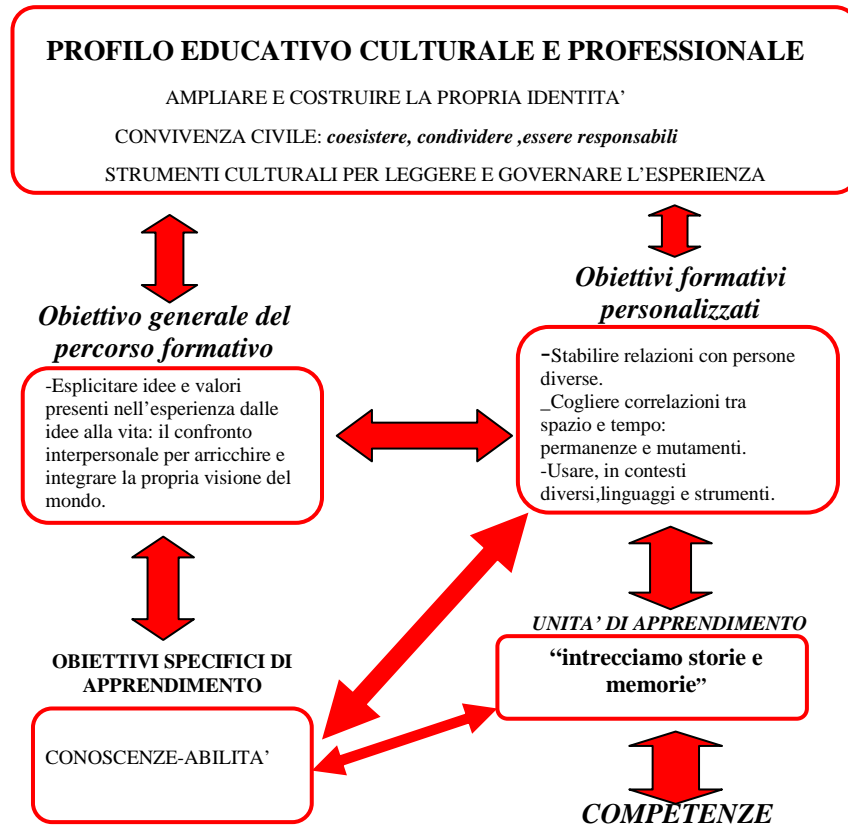 PROFILO EDUCATIVO CULTURALE E PROFESSIONALE
AMPLIARE E COSTRUIRE LA PROPRIA IDENTITA’
CONVIVENZA CIVILE: coesistere, condividere ,essere responsabili
STRUMENTI CULTURALI PER LEGGERE E GOVERNARE L’ESPERIENZA
Obiettivo generale del
percorso formativo
-Esplicitare idee e valori
presenti nell’esperienza dalle
idee alla vita: il confronto
interpersonale per arricchire e
integrare la propria visione del
mondo.
Obiettivi formativi
personalizzati
-Stabilire relazioni con persone
diverse.
_Cogliere correlazioni tra
spazio e tempo:
permanenze e mutamenti.
-Usare, in contesti
diversi,linguaggi e strumenti.
OBIETTIVI SPECIFICI DI
APPRENDIMENTO
CONOSCENZE-ABILITA’
UNITA’ DI APPRENDIMENTO
“intrecciamo storie e
memorie”
COMPETENZE